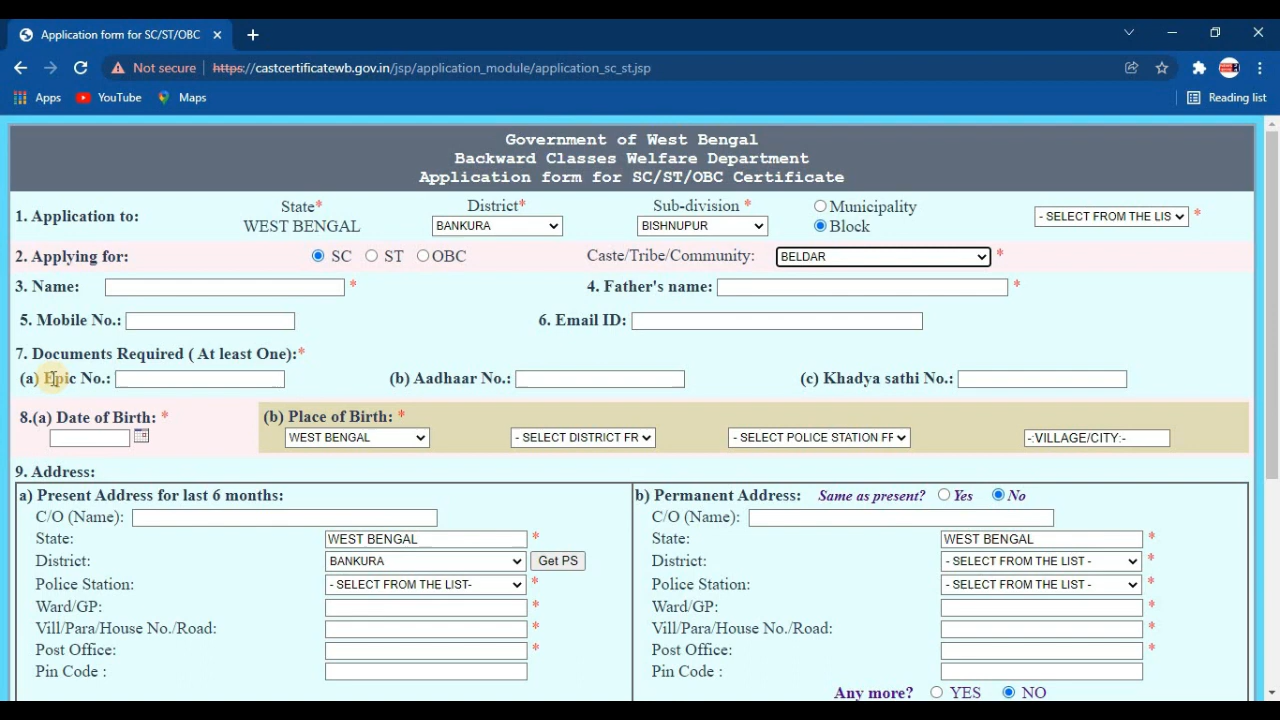 Application form for SC/ST/OBC
Not secure https://castcertificatewb.gov.in/jsp/application_module/application_sc_st.jsp
Apps YouTube Maps Reading list
Government of West Bengal
Backward Classes Welfare Department
Application form for SC/ST/OBC Certificate
1. Application to: State* WEST BENGAL District* BANKURA Sub-division * BISHNUPUR Municipality Block - SELECT FROM THE LIS *
2. Applying for: SC ST OBC Caste/Tribe/Community: BELDAR *
3. Name: * 4. Father's name: *
5. Mobile No.: 6. Email ID:
7. Documents Required ( At least One):*
(a) Epic No.: (b) Aadhaar No.: (c) Khadya sathi No.:
8.(a) Date of Birth: * (b) Place of Birth: *
WEST BENGAL - SELECT DISTRICT FR - SELECT POLICE STATION FF -:VILLAGE/CITY:-
9. Address:
a) Present Address for last 6 months:
C/O (Name):
State: WEST BENGAL *
District: BANKURA Get PS
Police Station: - SELECT FROM THE LIST- *
Ward/GP: *
Vill/Para/House No./Road: *
Post Office: *
Pin Code :
b) Permanent Address: Same as present? Yes No
C/O (Name):
State: WEST BENGAL *
District: - SELECT FROM THE LIST - *
Police Station: - SELECT FROM THE LIST - *
Ward/GP: *
Vill/Para/House No./Road: *
Post Office: *
Pin Code :
Any more? YES NO